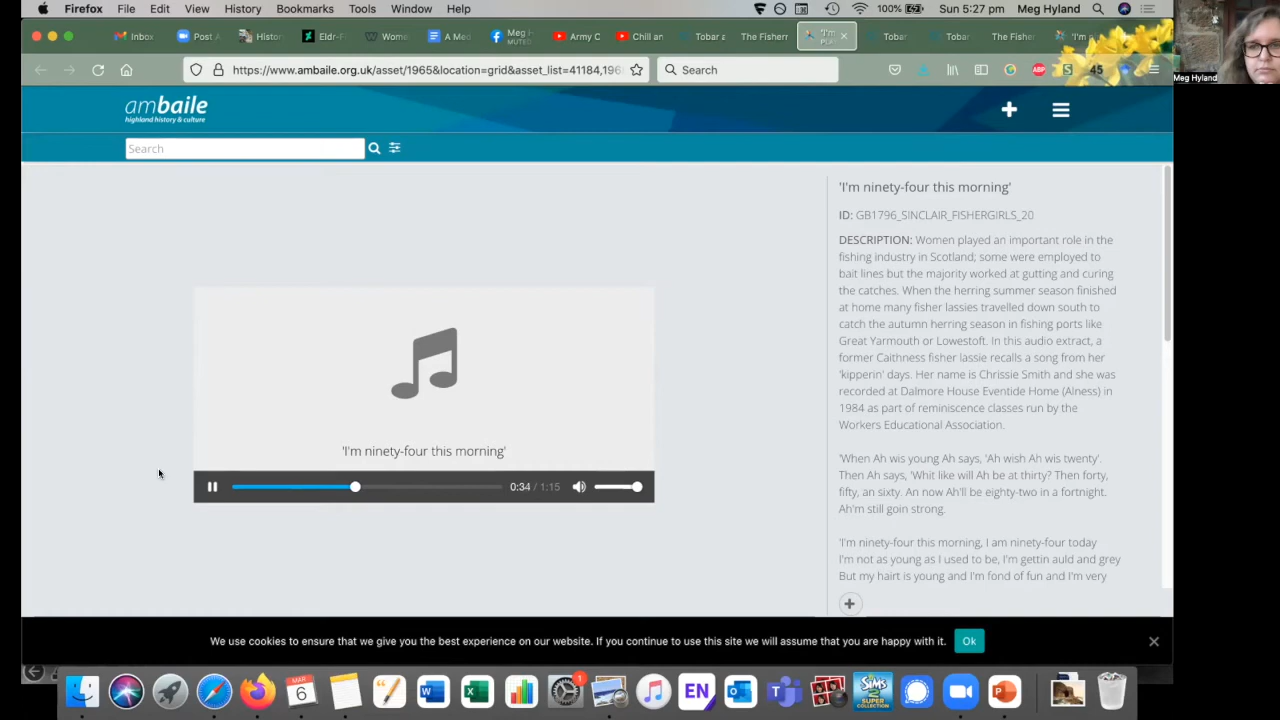 Firefox File Edit View History Bookmarks Tools Window Help 100% Sun 5:27 pm Meg Hyland
Inbox Post A Histor Eldr-F Wome A Med Meg H MUTED Army C Chill an Tobar a The Fisherr 'I'm Tobar Tobar The Fisher 'I'm
https://www.ambaile.org.uk/asset/1965&location=grid&asset_list=41184,196 Search ABP S 45
Meg Hyland
ambaile
highland history & culture
Search
'I'm ninety-four this morning'
ID: GB1796_SINCLAIR_FISHERGIRLS_20
DESCRIPTION: Women played an important role in the
fishing industry in Scotland; some were employed to
bait lines but the majority worked at gutting and curing
the catches. When the herring summer season finished
at home many fisher lassies travelled down south to
catch the autumn herring season in fishing ports like
Great Yarmouth or Lowestoft. In this audio extract, a
former Caithness fisher lassie recalls a song from her
'kipperin' days. Her name is Chrissie Smith and she was
recorded at Dalmore House Eventide Home (Alness) in
1984 as part of reminiscence classes run by the
Workers Educational Association.
'When Ah wis young Ah says, 'Ah wish Ah wis twenty'.
Then Ah says, 'Whit like will Ah be at thirty? Then forty,
fifty, an sixty. An now Ah'll be eighty-two in a fortnight.
Ah'm still goin strong.
'I'm ninety-four this morning, I am ninety-four today
I'm not as young as I used to be, I'm gettin auld and grey
But my hairt is young and I'm fond of fun and I'm very
'I'm ninety-four this morning'
0:34 / 1:15
We use cookies to ensure that we give you the best experience on our website. If you continue to use this site we will assume that you are happy with it. Ok
MAR 6 W X 1 EN THE SIMS 2 SUPER COLLECTION P